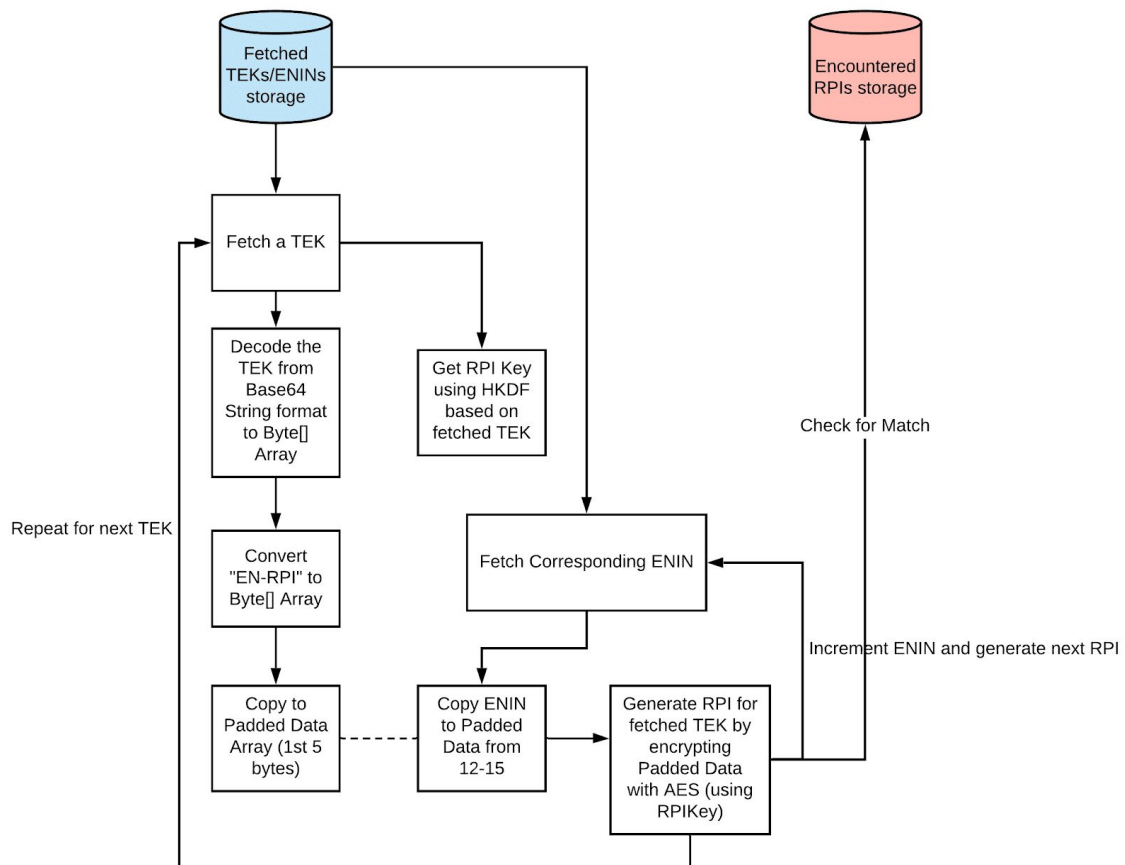 Fetched
TEKs/ENINs
storage
Encountered
RPIs storage
Fetch a TEK
Decode the
TEK from
Base64
String format
to Byte[]
Array
Get RPI Key
using HKDF
based on
fetched TEK
Check for Match
Repeat for next TEK
Convert
"EN-RPI" to
Byte[] Array
Fetch Corresponding ENIN
Increment ENIN and generate next RPI
Copy to
Padded Data
Array (1st 5
bytes)
Copy ENIN
to Padded
Data from
12-15
Generate RPI for
fetched TEK by
encrypting
Padded Data
with AES (using
RPIKey)